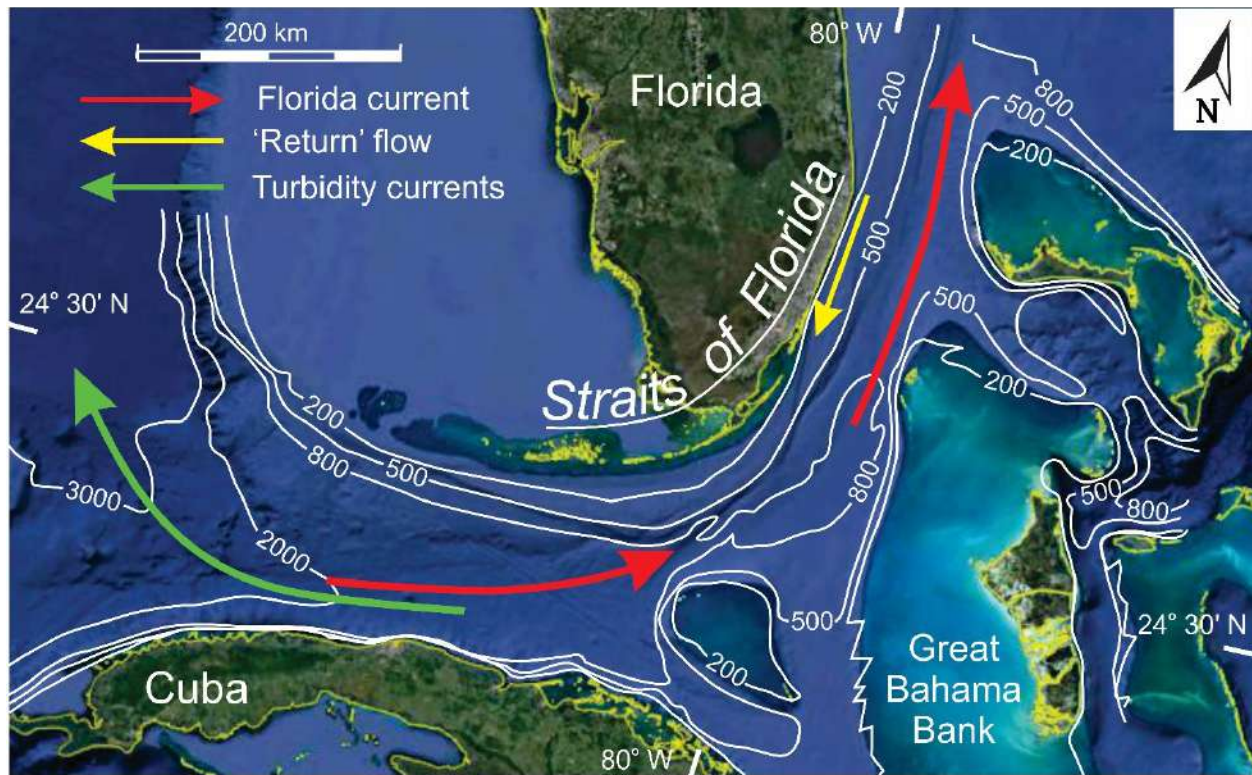 200 km
Florida current
'Return' flow
Turbidity currents
80° W
N
Florida
Straits of Florida
200
500
800
500
200
500
200
24° 30' N
200
500
800
3000
2000
800
500
200
500
800
24° 30' N
Cuba
Great
Bahama
Bank
80° W